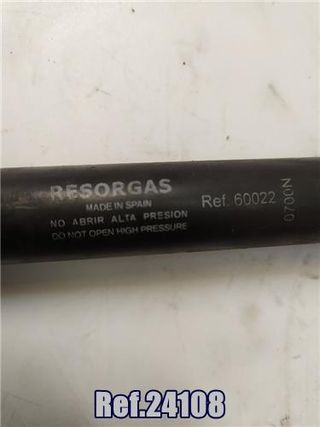 RESORGAS
MADE IN SPAIN
NO ABRIR ALTA PRESION
DO NOT OPEN HIGH PRESSURE
Ref. 60022
0700N
Ref.24108